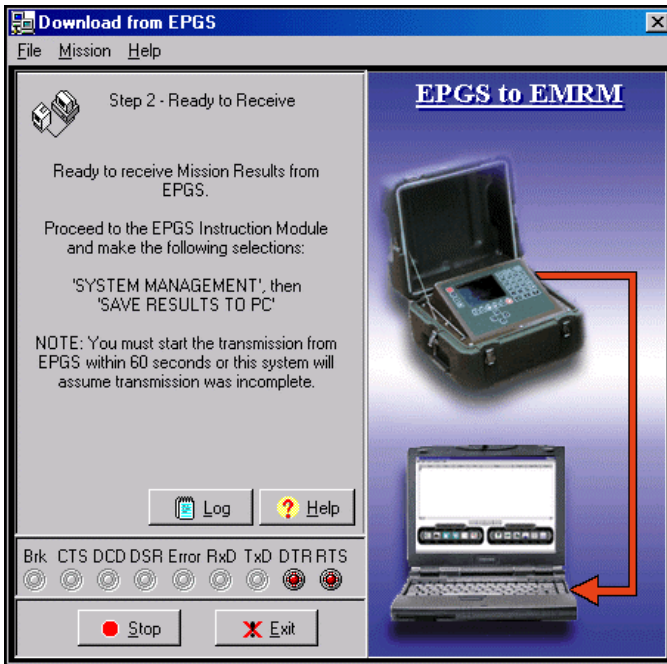 Download from EPGS
File Mission Help
Step 2 - Ready to Receive
Ready to receive Mission Results from
EPGS.
Proceed to the EPGS Instruction Module
and make the following selections:
'SYSTEM MANAGEMENT', then
'SAVE RESULTS TO PC'
NOTE: You must start the transmission from
EPGS within 60 seconds or this system will
assume transmission was incomplete.
Log Help
Brk CTS DCD DSR Error RxD TxD DTR RTS
Stop Exit
EPGS to EMRM